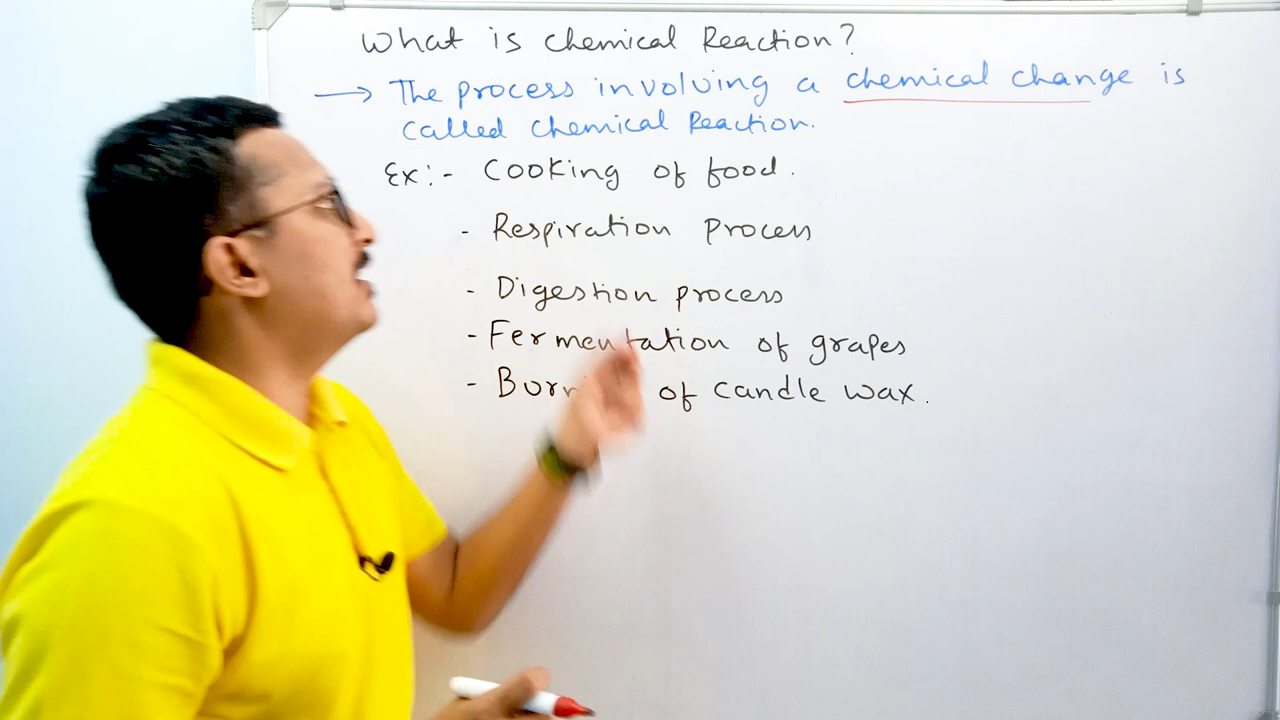 What is Chemical Reaction?
→ The process involving a chemical change is
called Chemical Reaction.
Ex:- Cooking of food.
- Respiration Process
- Digestion process
- Fermentation of grapes
- of Candle wax.